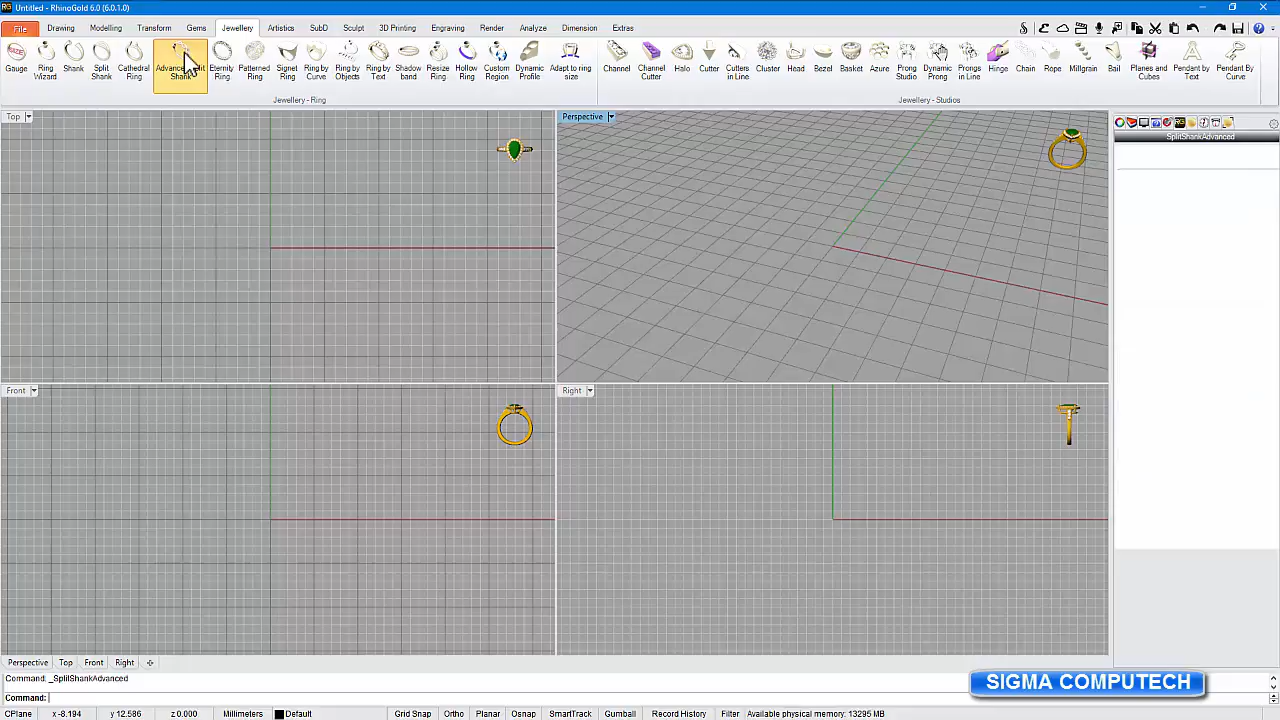 Untitled - RhinoGold 6.0 (6.0.1.0)
File Drawing Modelling Transform Gems Jewellery Artistics SubD Sculpt 3D Printing Engraving Render Analyze Dimension Extras
Gauge Ring Wizard Shank Split Shank Cathedral Ring Eternity Ring Patterned Ring Signet Ring Ring by Curve Ring by Objects Ring by Text Shadow band Resize Ring Hollow Ring Custom Region Dynamic Profile Adapt to ring size Channel Channel Cutter Halo Cutter Cutters in Line Cluster Head Bezel Basket Azure Prong Studio Dynamic Prong Prongs in Line Hinge Chain Rope Millgrain Bail Planes and Cubes Pendant by Text Pendant By Curve
Jewellery - Ring Jewellery - Studios
Top Perspective
SplitShankAdvanced
Front Right
Perspective Top Front Right
Command: _SplitShankAdvanced
SIGMA COMPUTECH
Command:
CPlane x -8.194 y 12.586 z 0.000 Millimeters Default Grid Snap Ortho Planar Osnap SmartTrack Gumball Record History Filter Available physical memory: 13295 MB